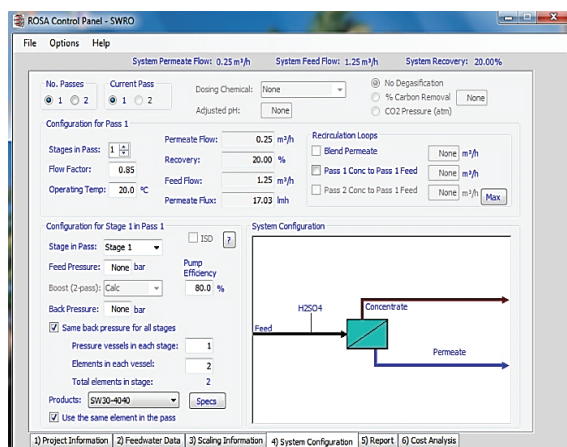 ROSA Control Panel - SWRO
File Options Help
System Permeate Flow: 0.25 m³/h System Feed Flow: 1.25 m³/h System Recovery: 20.00%
No. Passes
1 2
Current Pass
1 2
Dosing Chemical: None
Adjusted pH: None
No Degasification
% Carbon Removal None
CO2 Pressure (atm)
Configuration for Pass 1
Stages in Pass: 1
Flow Factor: 0.85
Operating Temp: 20.0 ºC
Permeate Flow: 0.25 m³/h
Recovery: 20.00 %
Feed Flow: 1.25 m³/h
Permeate Flux: 17.03 lmh
Recirculation Loops
Blend Permeate None m³/h
Pass 1 Conc to Pass 1 Feed None m³/h
Pass 2 Conc to Pass 1 Feed None m³/h Max
Configuration for Stage 1 in Pass 1
Stage in Pass: Stage 1
ISD ?
Feed Pressure: None bar
Pump Efficiency
Boost (2-pass): Calc 80.0 %
Back Pressure: None bar
Same back pressure for all stages
Pressure vessels in each stage: 1
Elements in each vessel: 2
Total elements in stage: 2
Products: SW30-4040 Specs
Use the same element in the pass
System Configuration
H2SO4
Concentrate
Feed
Permeate
1) Project Information 2) Feedwater Data 3) Scaling Information 4) System Configuration 5) Report 6) Cost Analysis